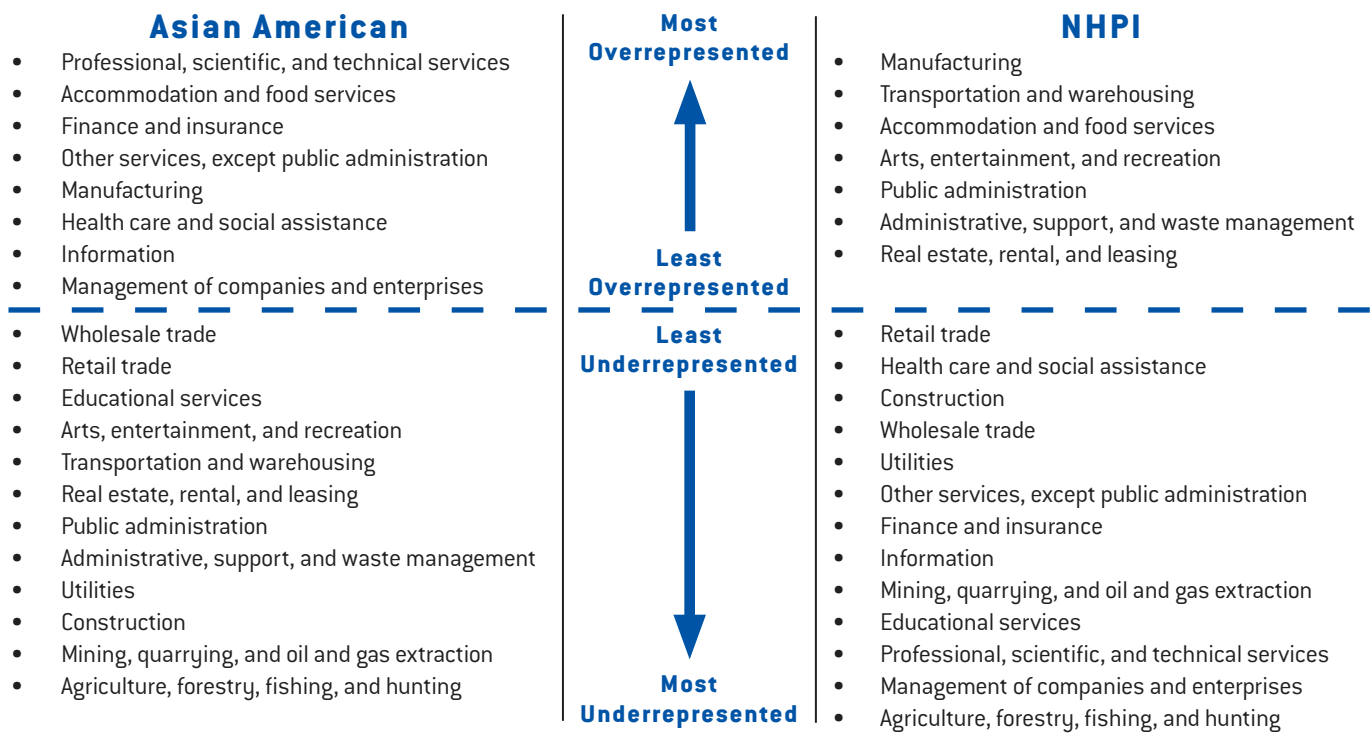 Asian American
• Professional, scientific, and technical services
• Accommodation and food services
• Finance and insurance
• Other services, except public administration
• Manufacturing
• Health care and social assistance
• Information
• Management of companies and enterprises
• Wholesale trade
• Retail trade
• Educational services
• Arts, entertainment, and recreation
• Transportation and warehousing
• Real estate, rental, and leasing
• Public administration
• Administrative, support, and waste management
• Utilities
• Construction
• Mining, quarrying, and oil and gas extraction
• Agriculture, forestry, fishing, and hunting
Most
Overrepresented
Least
Overrepresented
Least
Underrepresented
Most
Underrepresented
NHPI
• Manufacturing
• Transportation and warehousing
• Accommodation and food services
• Arts, entertainment, and recreation
• Public administration
• Administrative, support, and waste management
• Real estate, rental, and leasing
• Retail trade
• Health care and social assistance
• Construction
• Wholesale trade
• Utilities
• Other services, except public administration
• Finance and insurance
• Information
• Mining, quarrying, and oil and gas extraction
• Educational services
• Professional, scientific, and technical services
• Management of companies and enterprises
• Agriculture, forestry, fishing, and hunting